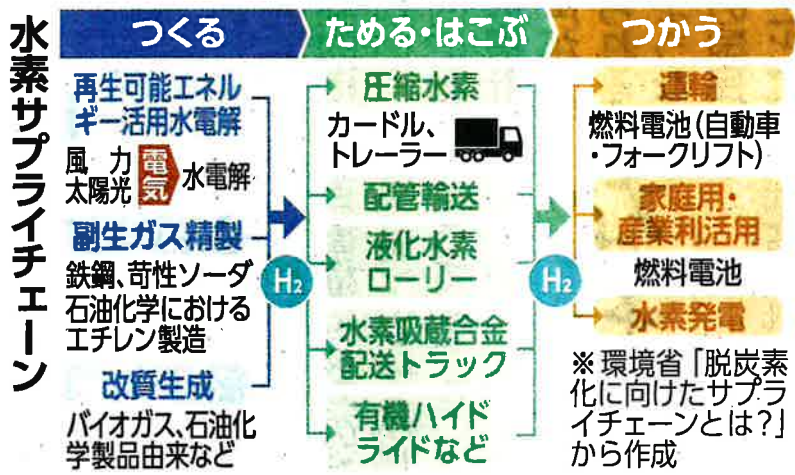 水素サプライチェーン
つくる
再生可能エネル
ギー活用水電解
風力
太陽光
電気
水電解
副生ガス精製
鉄鋼、苛性ソーダ
石油化学における
エチレン製造
改質生成
バイオガス、石油化
学製品由来など
H₂
ためる・はこぶ
圧縮水素
カードル、
トレーラー
配管輸送
液化水素
ローリー
水素吸蔵合金
配送トラック
有機ハイド
ライドなど
H₂
つかう
運輸
燃料電池(自動車
・フォークリフト)
家庭用・
産業利活用
燃料電池
水素発電
※環境省「脱炭素
化に向けたサプラ
イチェーンとは?」
から作成